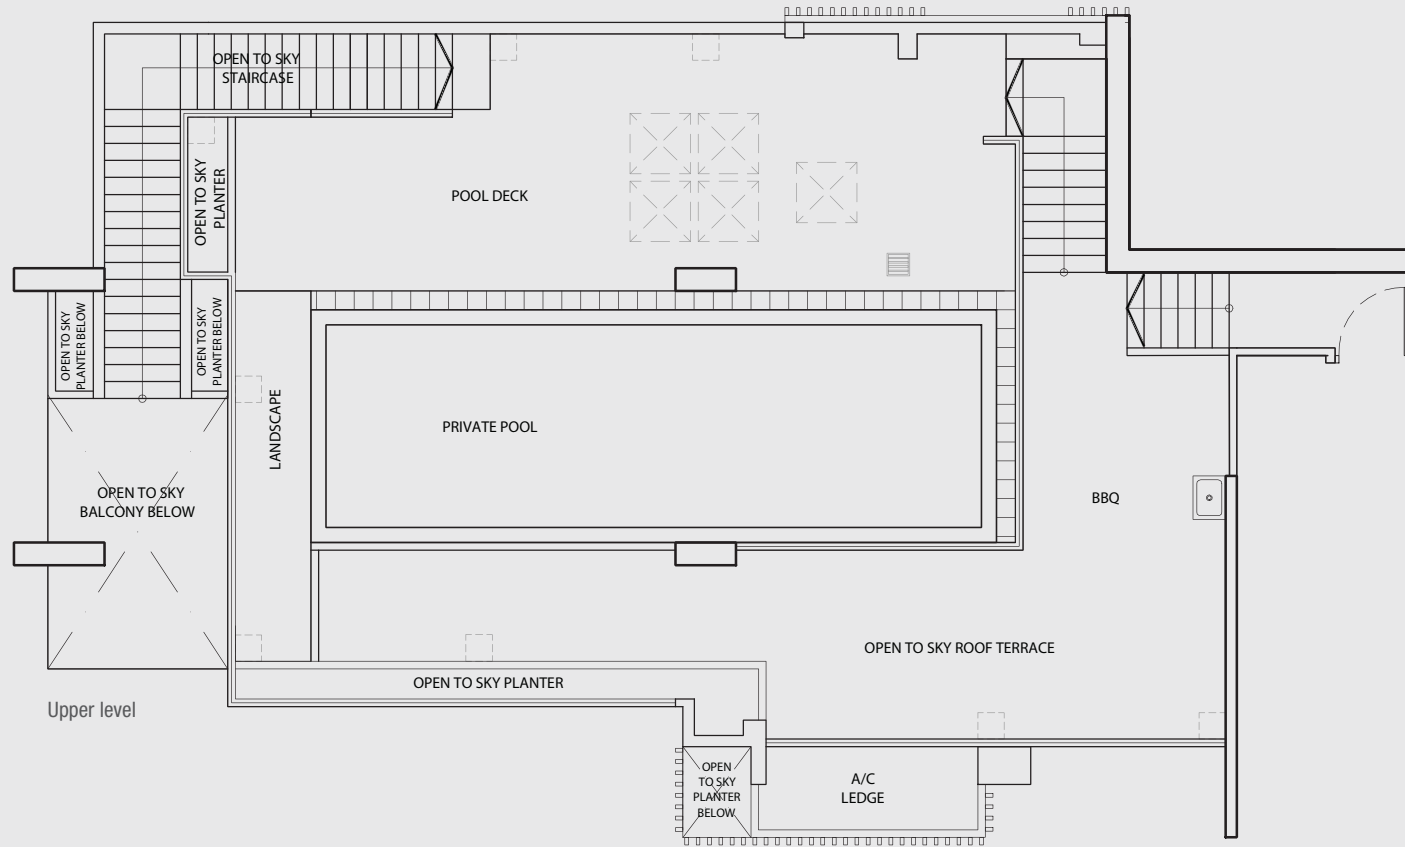 OPEN TO SKY
STAIRCASE
OPEN TO SKY
PLANTER
POOL DECK
OPEN TO SKY
PLANTER BELOW
OPEN TO SKY
PLANTER BELOW
LANDSCAPE
PRIVATE POOL
OPEN TO SKY
BALCONY BELOW
BBQ
OPEN TO SKY ROOF TERRACE
OPEN TO SKY PLANTER
Upper level
OPEN
TO SKY
PLANTER
BELOW
A/C
LEDGE